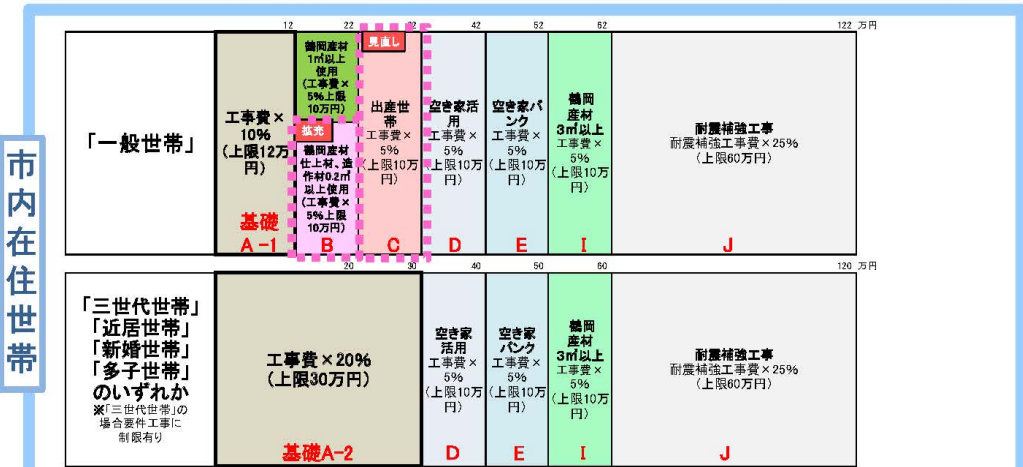 市内在住世帯
12 22 32 42 52 62 122 万円
「一般世帯」
工事費×
10%
(上限12万
円)
基礎
A-1
鶴岡産材
1㎥以上
使用
(工事費×
5%上限
10万円)
拡充
鶴岡産材
仕上材、造
作材0.2㎥
以上使用
(工事費×
5%上限
10万円)
B
見直し
出産世
帯
工事費×
5%
(上限10万
円)
C
空き家活
用
工事費×
5%
(上限10万
円)
D
空き家バ
ンク
工事費×
5%
(上限10万
円)
E
鶴岡
産材
3㎥以上
工事費×
5%
(上限10万
円)
I
耐震補強工事
耐震補強工事費×25%
(上限60万円)
J
20 30 40 50 60 120 万円
「三世代世帯」
「近居世帯」
「新婚世帯」
「多子世帯」
のいずれか
※「三世代世帯」の
場合要件工事に
制限有り
工事費×20%
(上限30万円)
基礎A-2
空き家
活用
工事費×
5%
(上限10万
円)
D
空き家
バンク
工事費×
5%
(上限10万
円)
E
鶴岡
産材
3㎥以上
工事費×
5%
(上限10万
円)
I
耐震補強工事
耐震補強工事費×25%
(上限60万円)
J